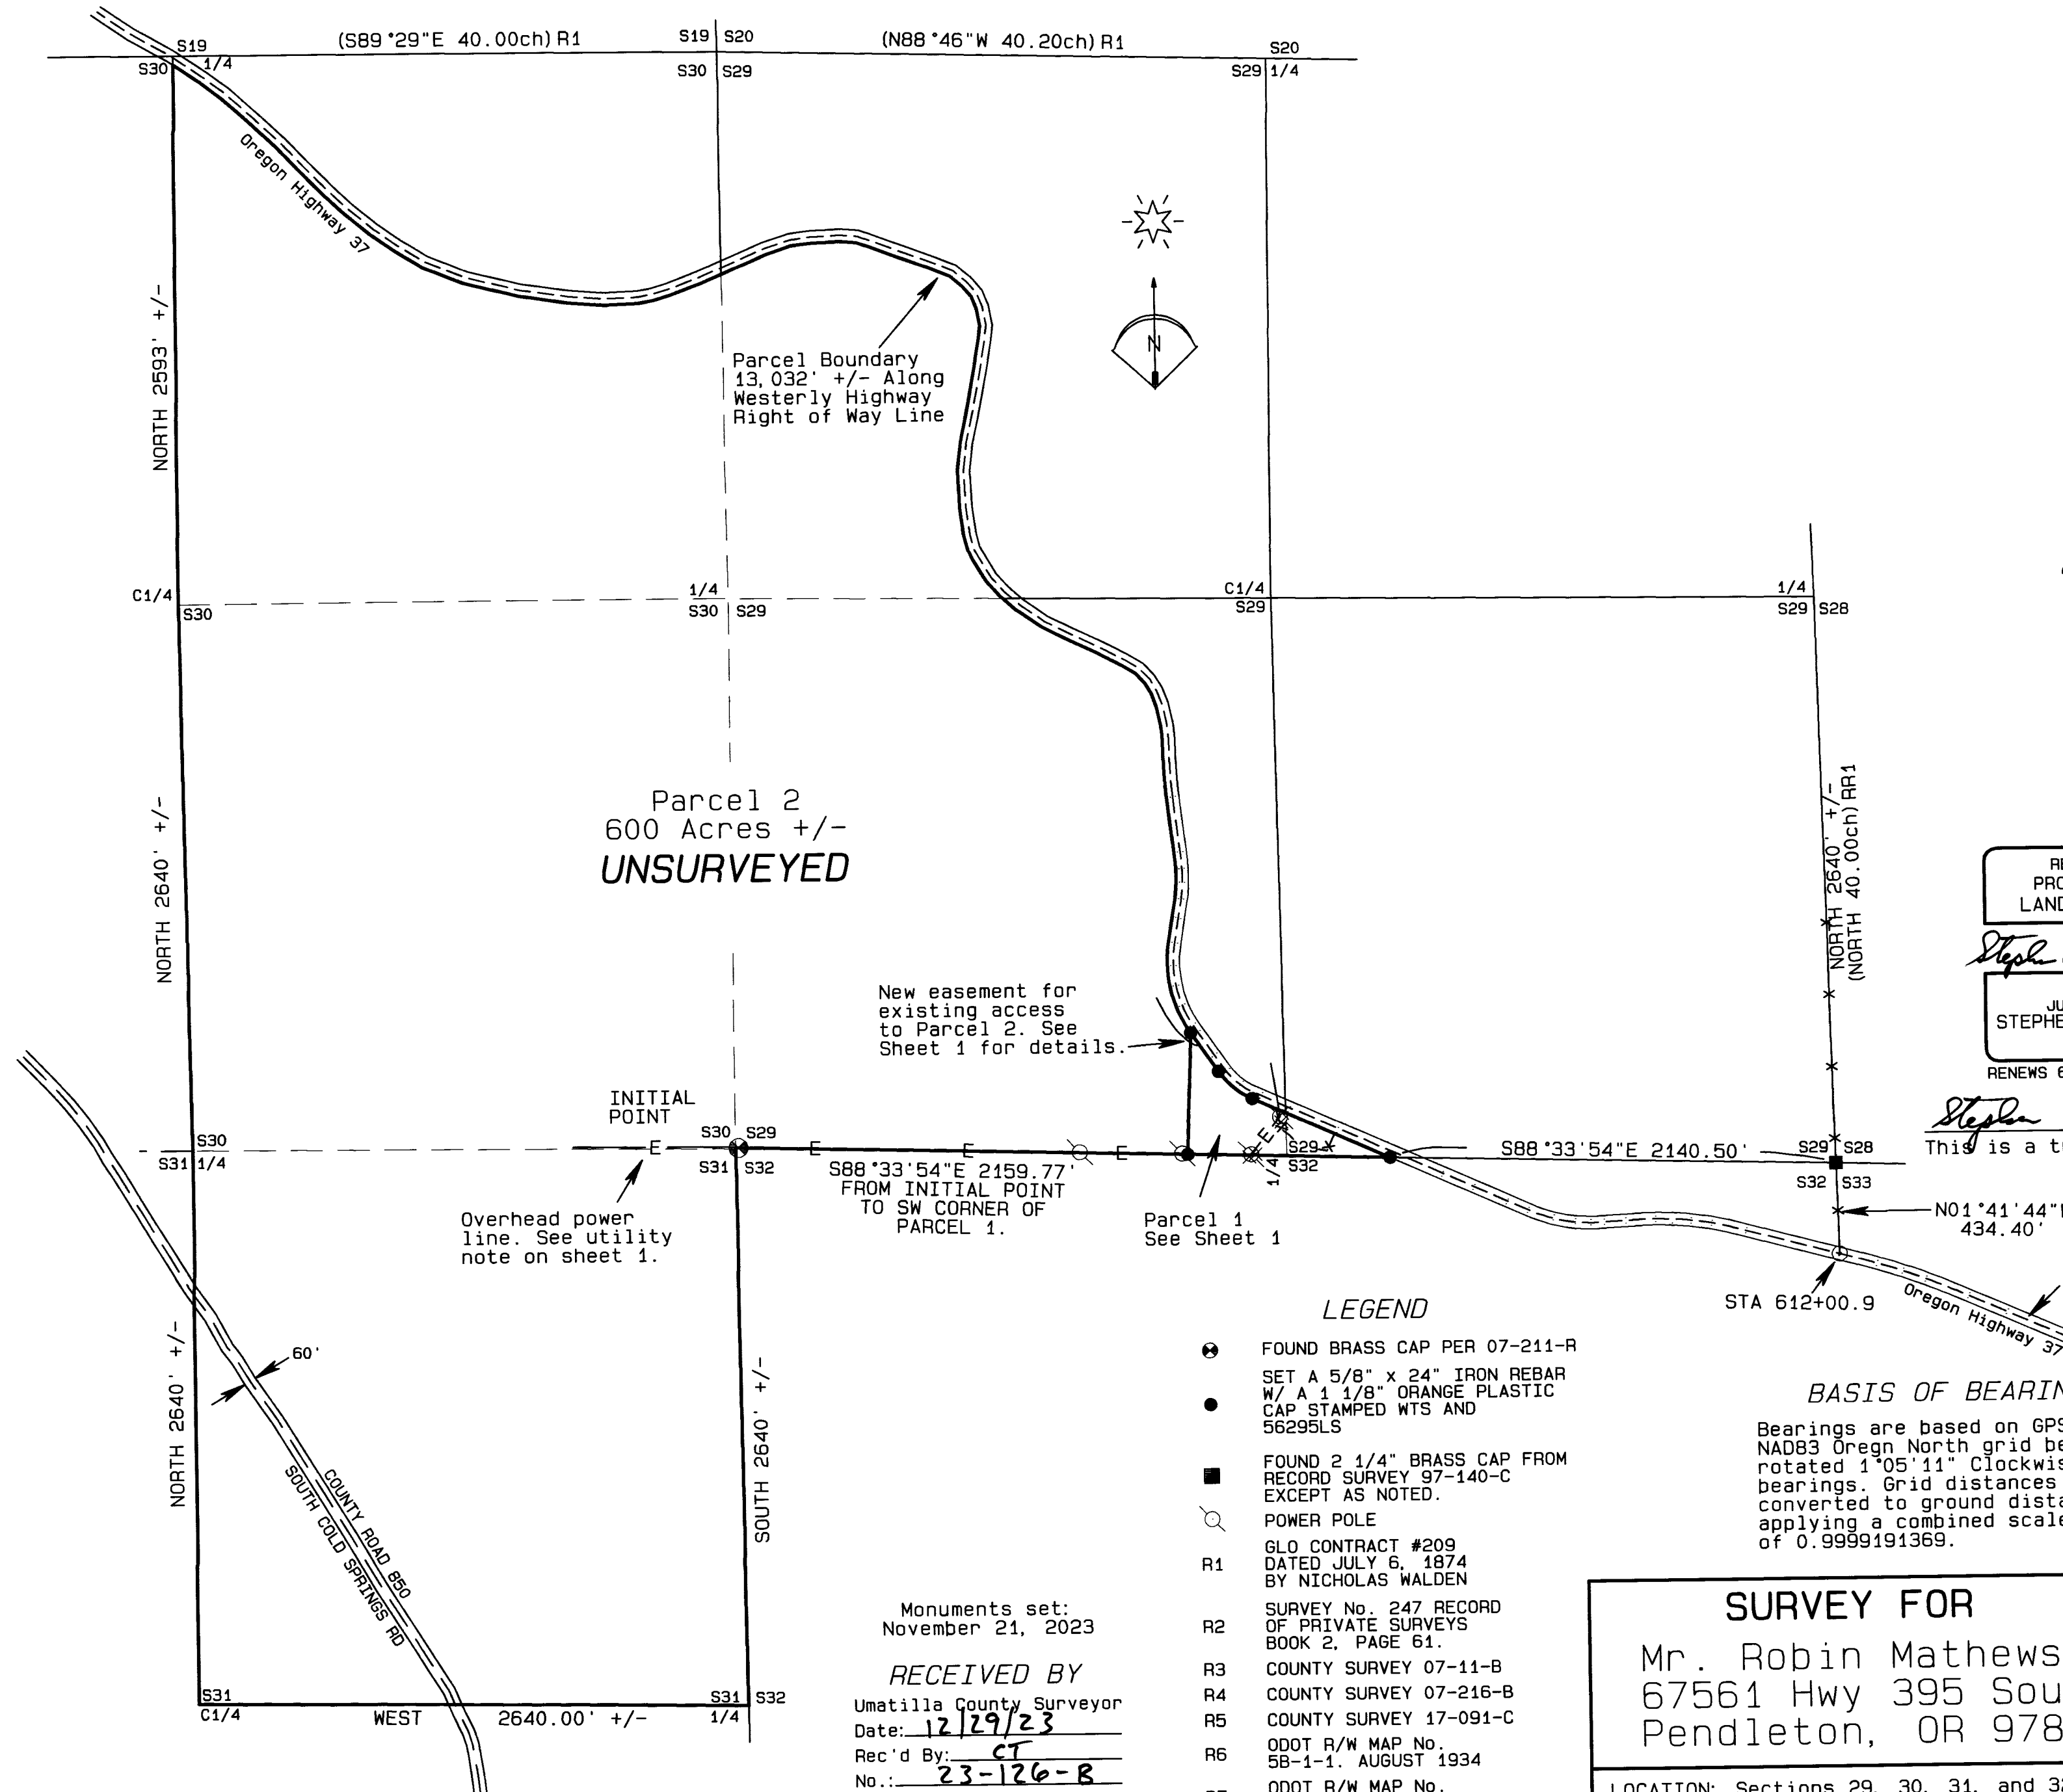 S19
(S89°29"E 40.00ch) R1
S19 S20
(N88°46"W 40.20ch) R1
S20
S30 1/4
S30 S29
S29 1/4
Oregon Highway 37
NORTH 2593' +/-
Parcel Boundary
13,032' +/- Along
Westerly Highway
Right of Way Line
N
C1/4
S30
1/4
S30 S29
C1/4
S29
1/4
S29 S28
NORTH 2640' +/-
Parcel 2
600 Acres +/-
UNSURVEYED
NORTH 2640' +/-
(NORTH 40.00ch) RR1
LAND
STEPHE
RENEWS 6
This is a t
New easement for
existing access
to Parcel 2. See
Sheet 1 for details.
INITIAL
POINT
S30
S31 1/4
S30 S29
S31 S32
E
E
E
E
E
S88°33'54"E 2159.77'
FROM INITIAL POINT
TO SW CORNER OF
PARCEL 1.
S29
1/4 S32
S88°33'54"E 2140.50'
S29 S28
S32 S33
N01°41'44"
434.40'
Overhead power
line. See utility
note on sheet 1.
Parcel 1
See Sheet 1
STA 612+00.9
Oregon Highway 37
60'
NORTH 2640' +/-
COUNTY ROAD 850
SOUTH COLD SPRINGS RD
SOUTH 2640' +/-
S31
C1/4
WEST 2640.00' +/-
S31 S32
1/4
LEGEND
FOUND BRASS CAP PER 07-211-R
SET A 5/8" x 24" IRON REBAR
W/ A 1 1/8" ORANGE PLASTIC
CAP STAMPED WTS AND
56295LS
FOUND 2 1/4" BRASS CAP FROM
RECORD SURVEY 97-140-C
EXCEPT AS NOTED.
POWER POLE
R1 GLO CONTRACT #209
DATED JULY 6, 1874
BY NICHOLAS WALDEN
R2 SURVEY No. 247 RECORD
OF PRIVATE SURVEYS
BOOK 2, PAGE 61.
R3 COUNTY SURVEY 07-11-B
R4 COUNTY SURVEY 07-216-B
R5 COUNTY SURVEY 17-091-C
R6 ODOT R/W MAP No.
5B-1-1. AUGUST 1934
ODOT R/W MAP No.
Monuments set:
November 21, 2023
RECEIVED BY
Umatilla County Surveyor
Date: 12/29/23
Rec'd By: CT
No.: 23-126-B
BASIS OF BEARIN
Bearings are based on GPS
NAD83 Oregn North grid be
rotated 1°05'11" Clockwis
bearings. Grid distances
converted to ground dista
applying a combined scale
of 0.9999191369.
SURVEY FOR
Mr. Robin Mathews
67561 Hwy 395 Sou
Pendleton, OR 978
LOCATION: Sections 29, 30, 31, and 3